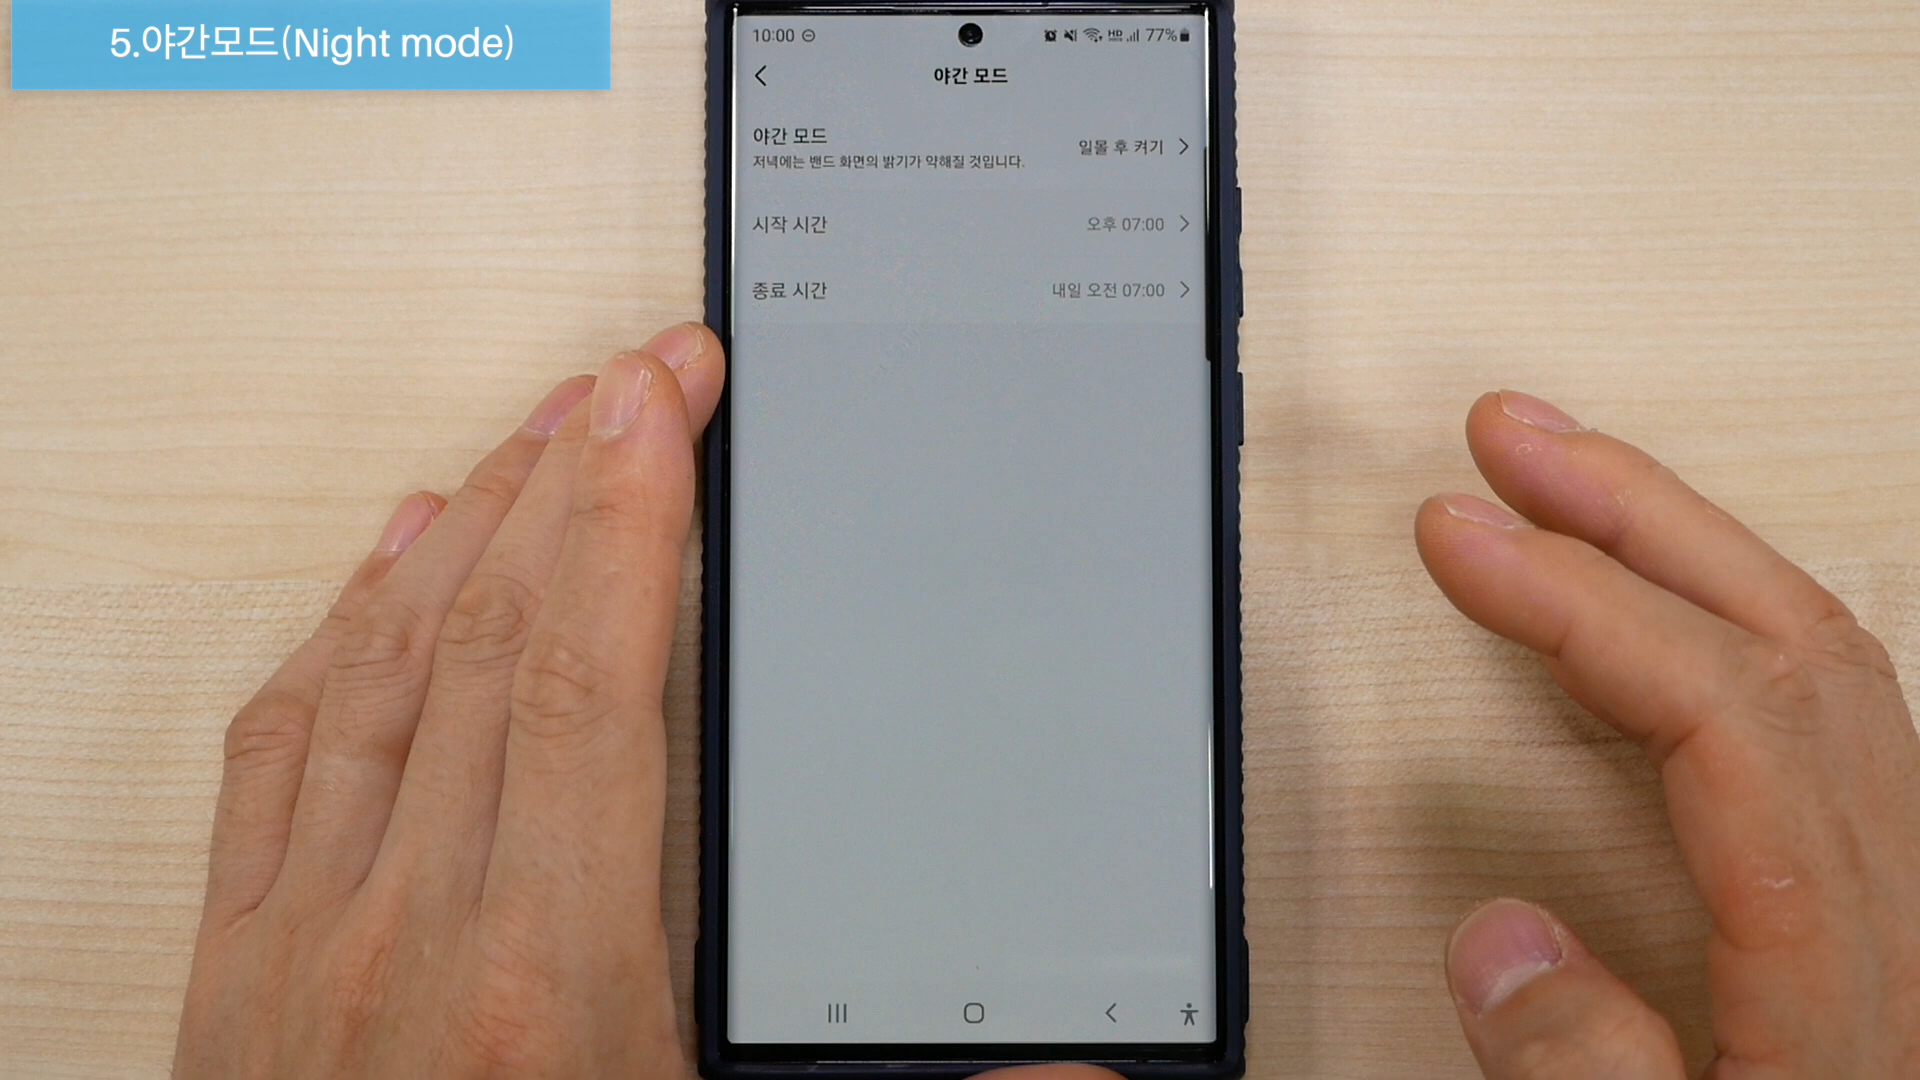 5.야간모드(Night mode)
10:00
HD 77%
야간 모드
야간 모드
저녁에는 밴드 화면의 밝기가 약해질 것입니다.
일몰 후 켜기
시작 시간
오후 07:00
종료 시간
내일 오전 07:00